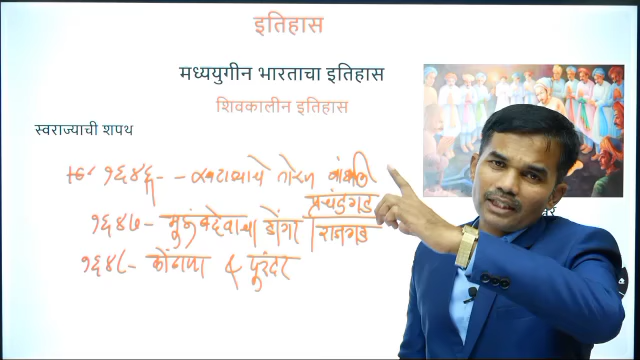 इतिहास
मध्ययुगीन भारताचा इतिहास
शिवकालीन इतिहास
स्वराज्याची शपथ
१६४६ - - तोरण
प्रचंडगड
१६४७ - मुरुंबदेवाचा डोंगर राजगड
१६४८ - कोंढाणा & पुरंदर